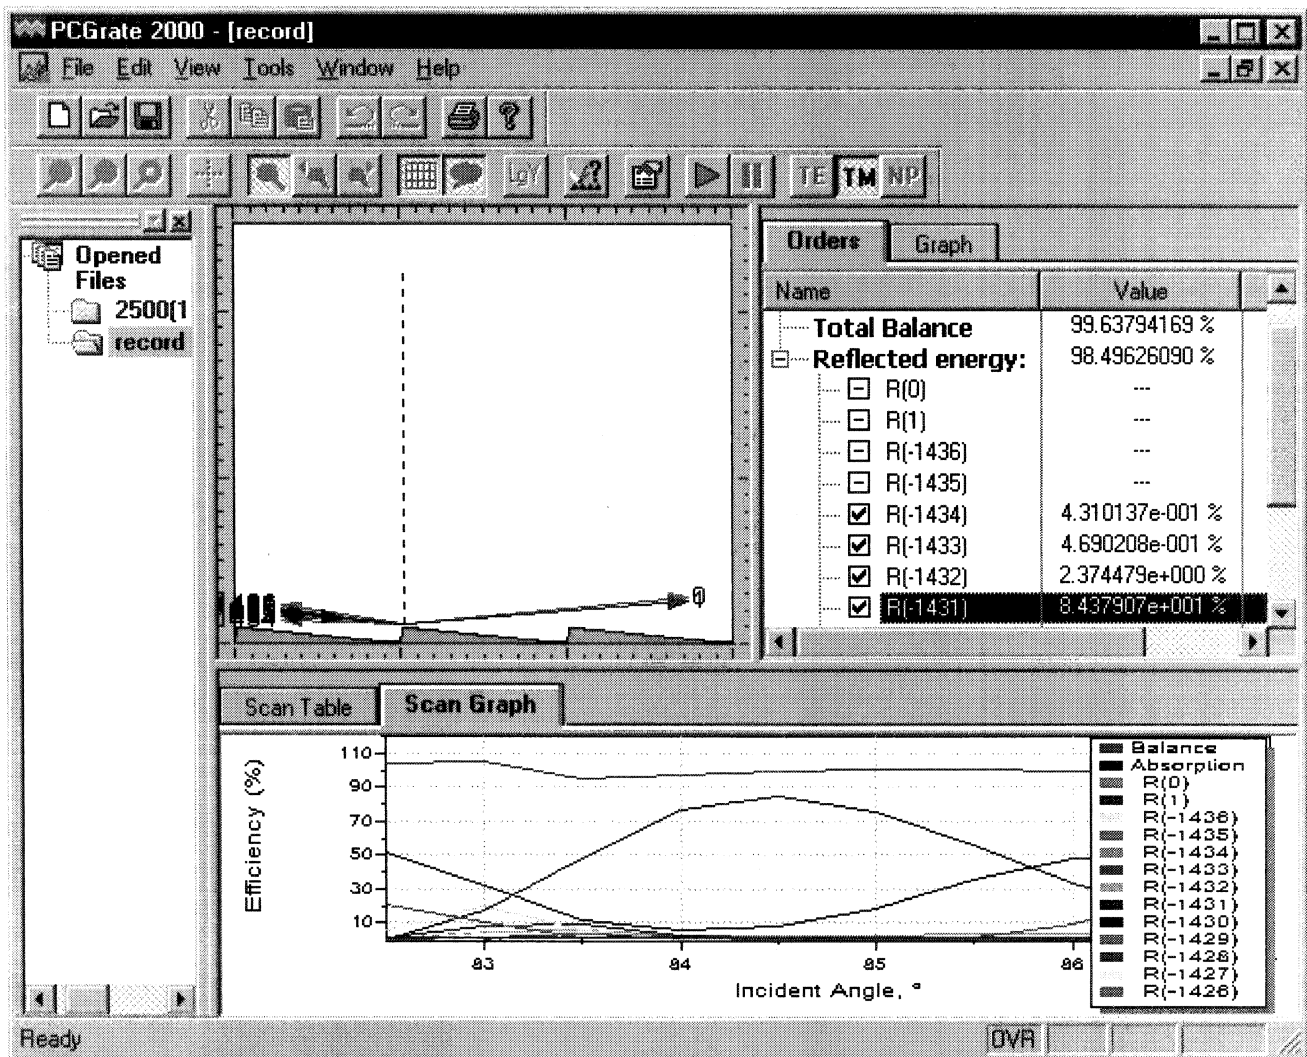 PCGrate 2000 - [record]
File Edit View Tools Window Help
LgY TE TM NP
Opened
Files
2500(1
record
0
Orders Graph
Name Value
Total Balance 99.63794169 %
Reflected energy: 98.49626090 %
R(0) ---
R(1) ---
R(-1436) ---
R(-1435) ---
R(-1434) 4.310137e-001 %
R(-1433) 4.690208e-001 %
R(-1432) 2.374479e+000 %
R(-1431) 8.437907e+001 %
Scan Table Scan Graph
Efficiency (%)
110
90
70
50
30
10
83 84 85 86
Incident Angle, °
Balance
Absorption
R(0)
R(1)
R(-1436)
R(-1435)
R(-1434)
R(-1433)
R(-1432)
R(-1431)
R(-1430)
R(-1429)
R(-1428)
R(-1427)
R(-1426)
Ready OVR